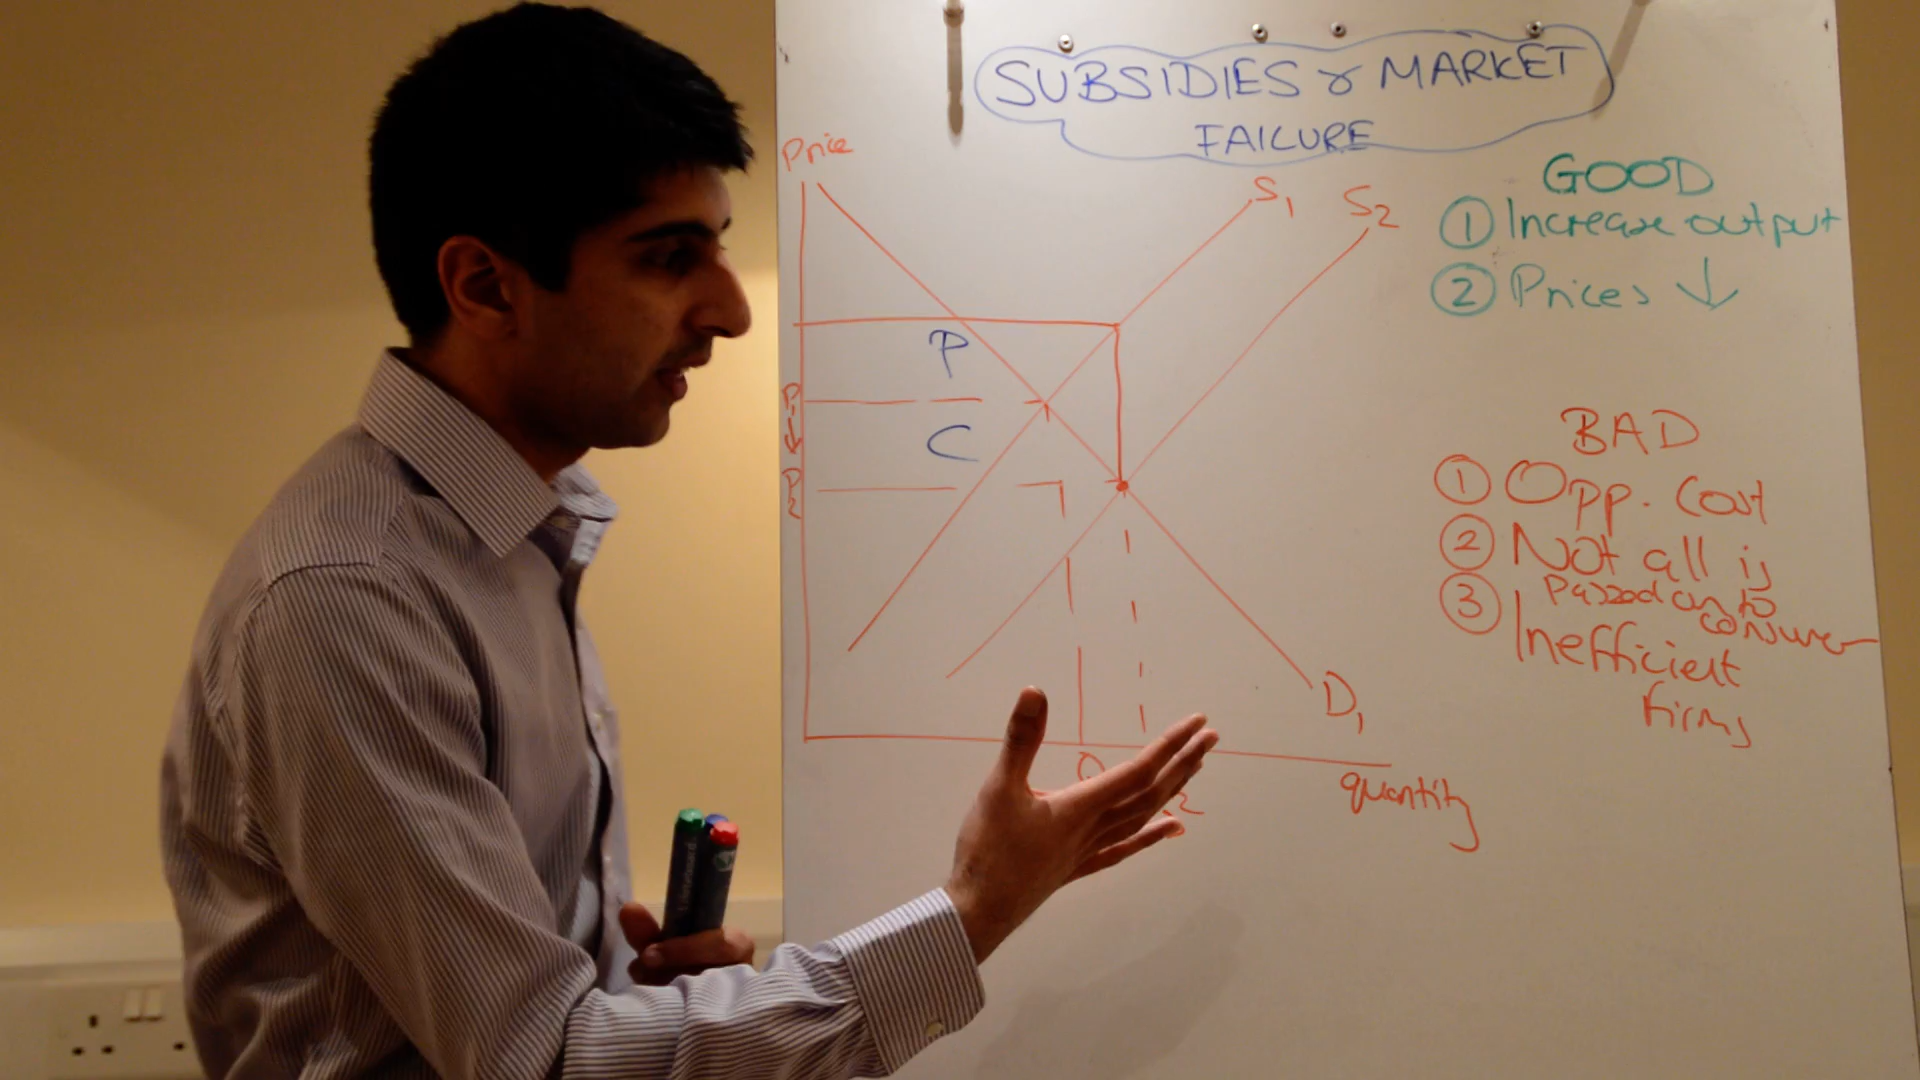 SUBSIDIES & MARKET
FAILURE
Price
S1
S2
GOOD
① Increase output
② Prices ↓
P
P1
↓
C
P2
BAD
① Opp. Cost
② Not all is
Passed on to
consumer
③ Inefficient
firms
D1
Q
2
quantity